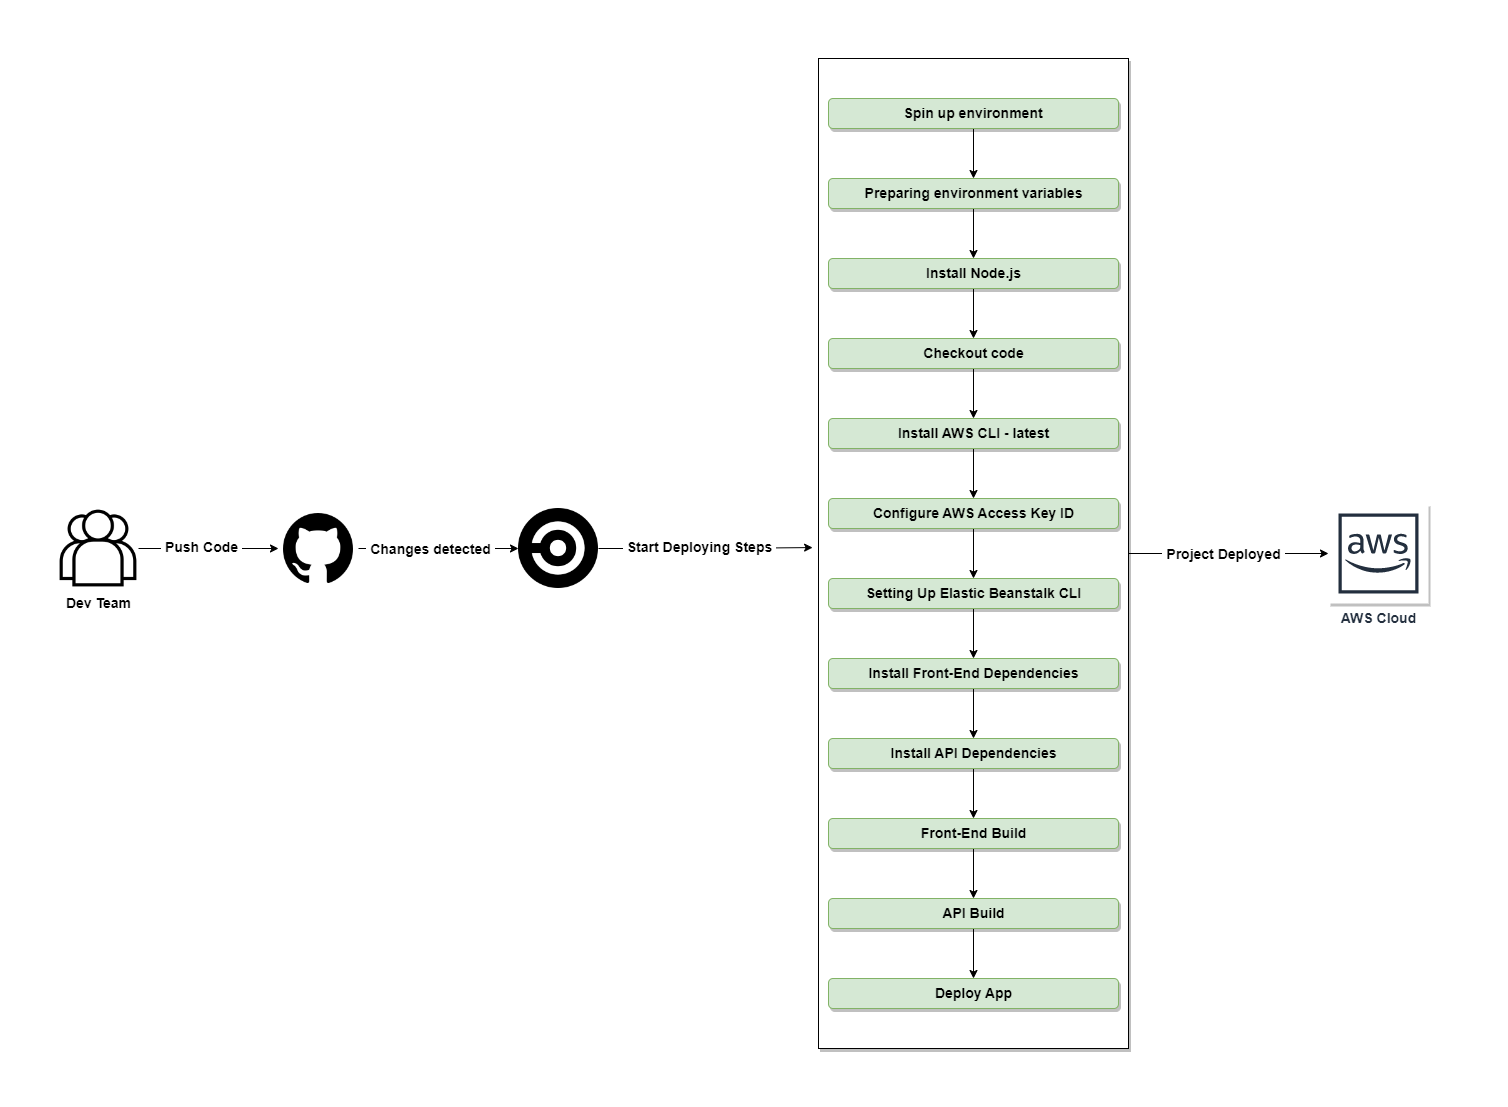 Spin up environment
Preparing environment variables
Install Node.js
Checkout code
Install AWS CLI - latest
Configure AWS Access Key ID
Setting Up Elastic Beanstalk CLI
Install Front-End Dependencies
Install API Dependencies
Front-End Build
API Build
Deploy App
Dev Team
Push Code
Changes detected
Start Deploying Steps
Project Deployed
aws
AWS Cloud